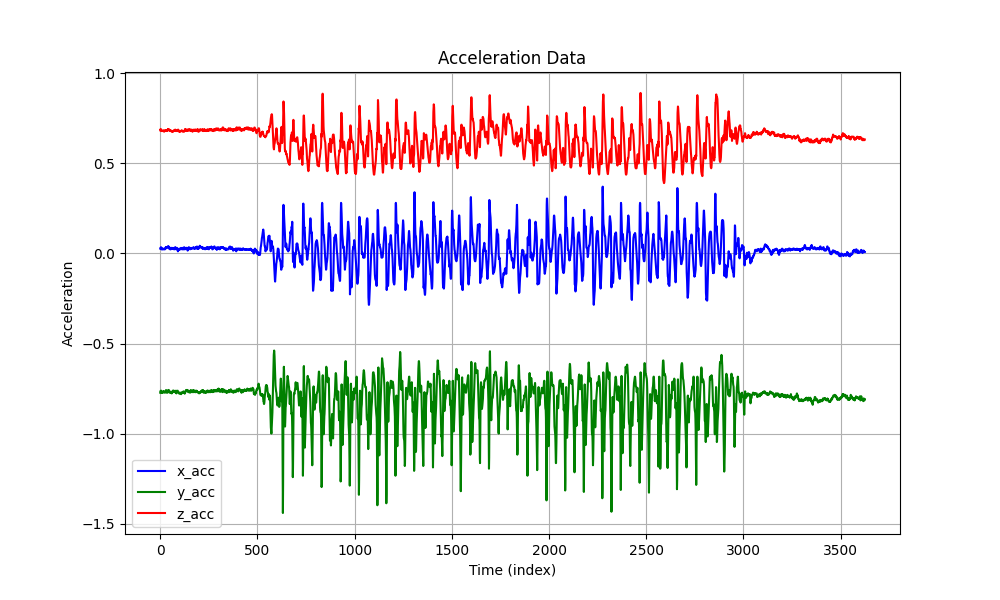 Acceleration Data
1.0
0.5
0.0
−0.5
−1.0
−1.5
Acceleration
x_acc
y_acc
z_acc
0 500 1000 1500 2000 2500 3000 3500
Time (index)